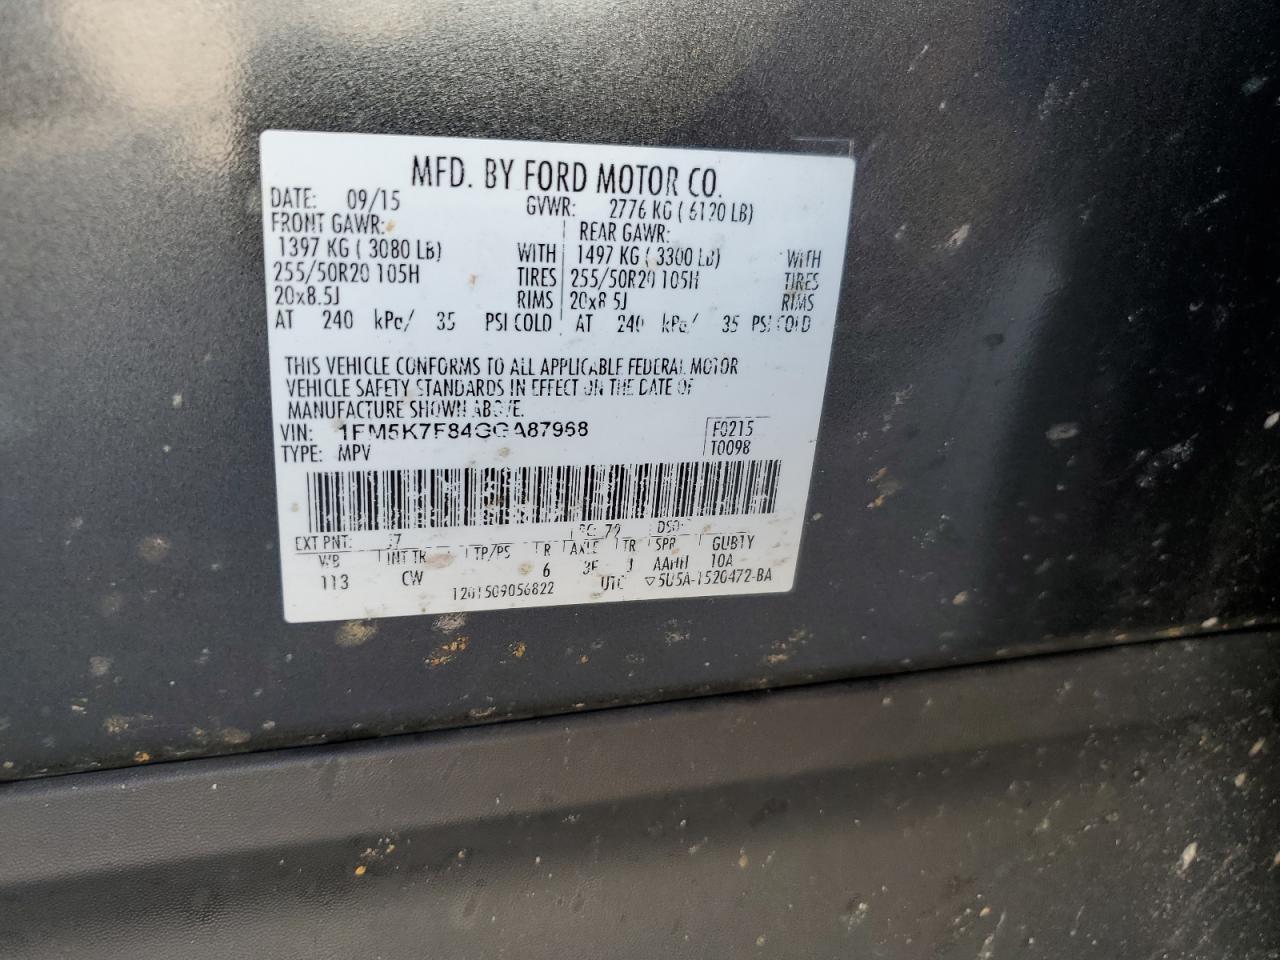 MFD. BY FORD MOTOR CO.
DATE: 09/15 GVWR: 2776 KG ( 6120 LB)
FRONT GAWR: REAR GAWR:
1397 KG ( 3080 LB) WITH 1497 KG ( 3300 LB) WITH
255/50R20 105H TIRES 255/50R20 105H TIRES
20x8.5J RIMS 20x8.5J RIMS
AT 240 kPa/ 35 PSI COLD AT 240 kPa/ 35 PSI COLD
THIS VEHICLE CONFORMS TO ALL APPLICABLE FEDERAL MOTOR
VEHICLE SAFETY STANDARDS IN EFFECT ON THE DATE OF
MANUFACTURE SHOWN ABOVE.
VIN: 1FM5K7F84GGA87968 F0215
TYPE: MPV T0098
EXT PNT: DSO:
WB INT TR TP/PS R AXLE TR SPR GLIBTY
113 CW 6 3E J AAHH 10A
1201509056822 UTC ▽5U5A-1520472-BA